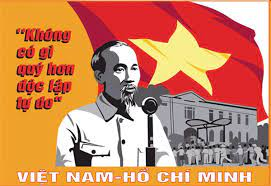 "Không
có gì
quý hơn
độc lập
tự do"
VIỆT NAM-HỒ CHÍ MINH